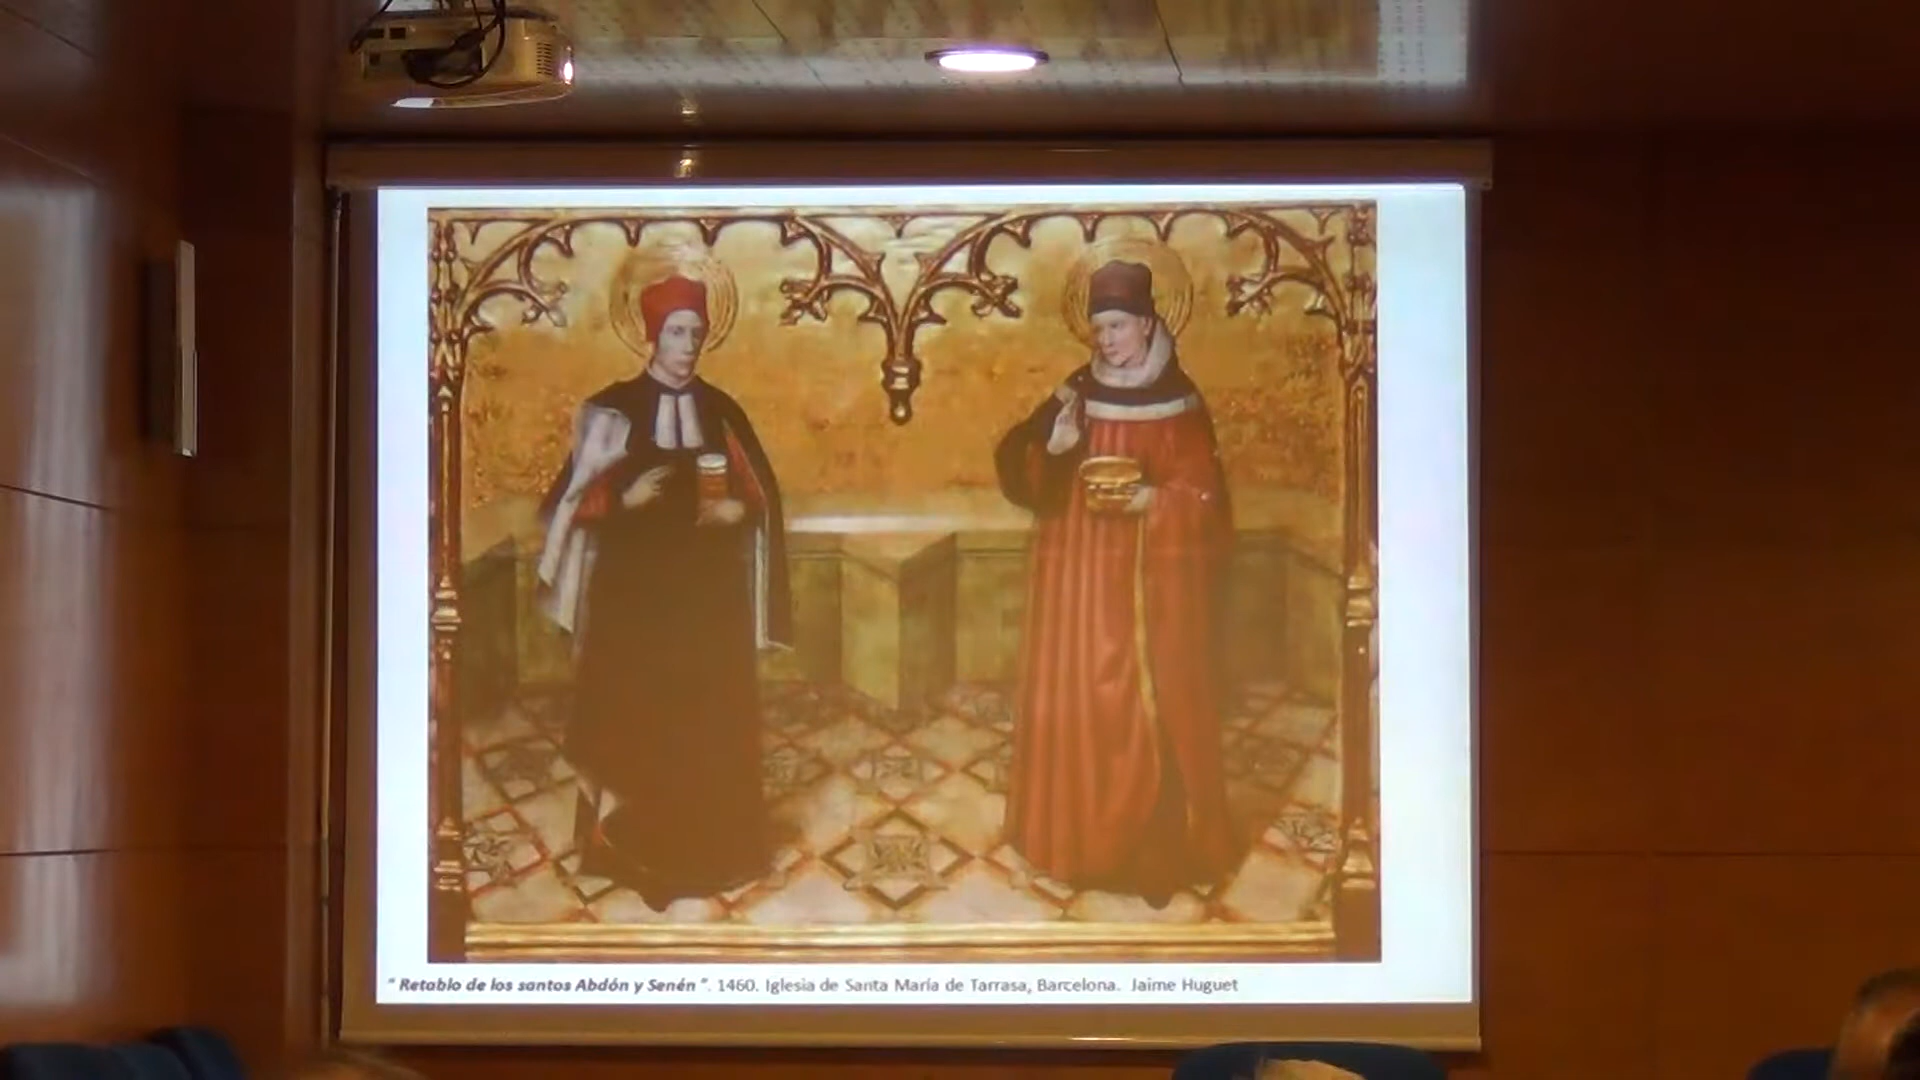 “ Retablo de los santos Abdón y Senén ”. 1460. Iglesia de Santa María de Tarrasa, Barcelona. Jaime Huguet